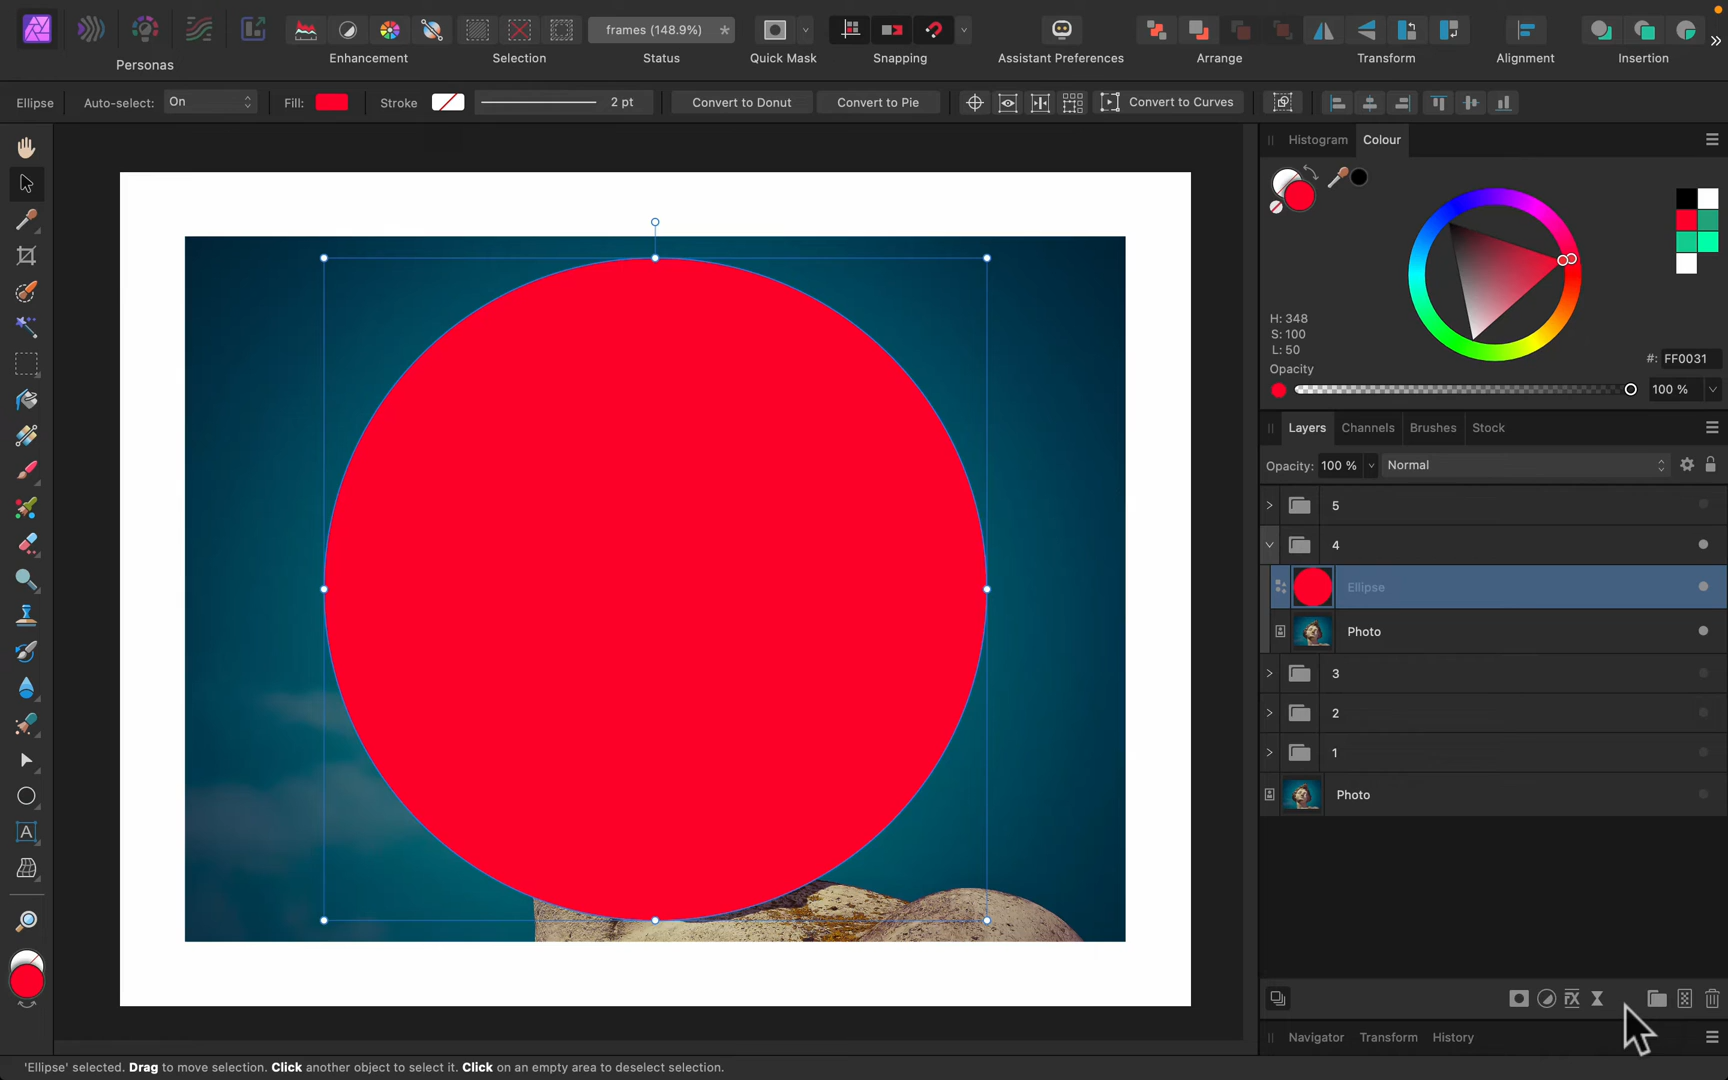 frames (148.9%) *
Personas
Enhancement
Selection
Status
Quick Mask
Snapping
Assistant Preferences
Arrange
Transform
Alignment
Insertion
Ellipse
Auto-select:
On
Fill:
Stroke
2 pt
Convert to Donut
Convert to Pie
Convert to Curves
Histogram
Colour
H: 348
S: 100
L: 50
#: FF0031
Opacity
100 %
Layers
Channels
Brushes
Stock
Opacity: 100 %
Normal
5
4
Ellipse
Photo
3
2
1
Photo
A
Navigator
Transform
History
'Ellipse' selected. Drag to move selection. Click another object to select it. Click on an empty area to deselect selection.